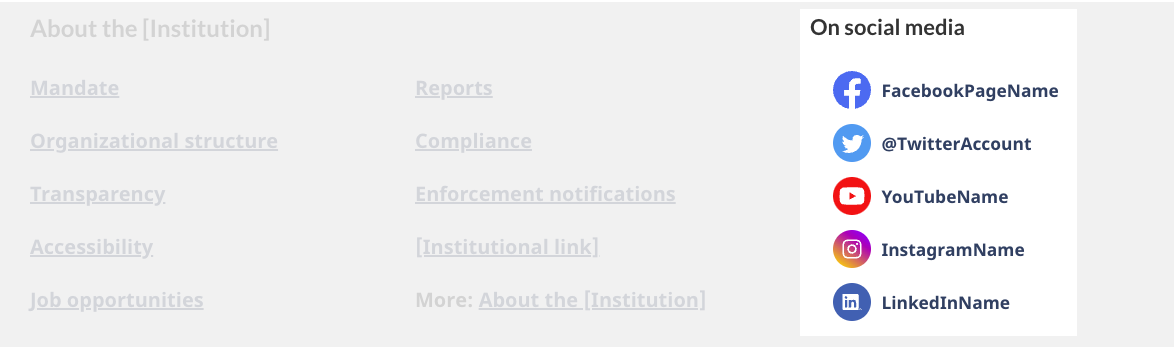 About the [Institution]
Mandate
Organizational structure
Transparency
Accessibility
Job opportunities
Reports
Compliance
Enforcement notifications
[Institutional link]
More: About the [Institution]
On social media
FacebookPageName
@TwitterAccount
YouTubeName
InstagramName
LinkedInName